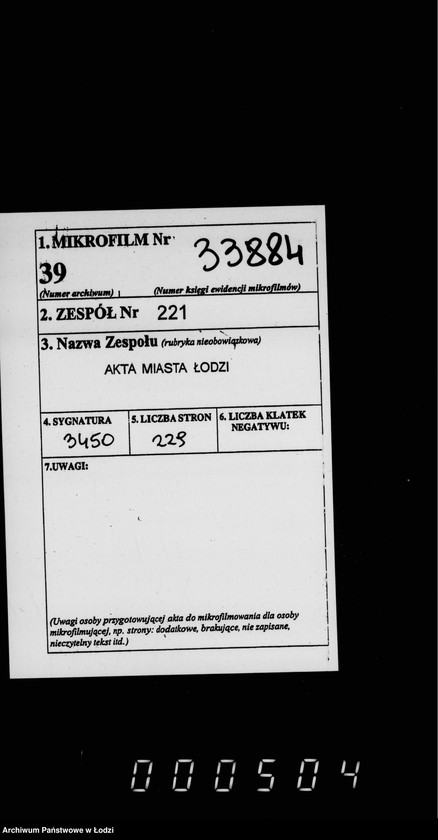 1. MIKROFILM Nr 33884
39
(Numer archiwum) (Numer księgi ewidencji mikrofilmów)
2. ZESPÓŁ Nr 221
3. Nazwa Zespołu (rubryka nieobowiązkowa)
AKTA MIASTA ŁODZI
4. SYGNATURA 5. LICZBA STRON 6. LICZBA KLATEK
NEGATYWU:
3450 229
7.UWAGI:
(Uwagi osoby przygotowującej akta do mikrofilmowania dla osoby
mikrofilmującej, np. strony: dodatkowe, brakujące, nie zapisane,
nieczytelny tekst itd.)
000504
Archiwum Państwowe w Łodzi